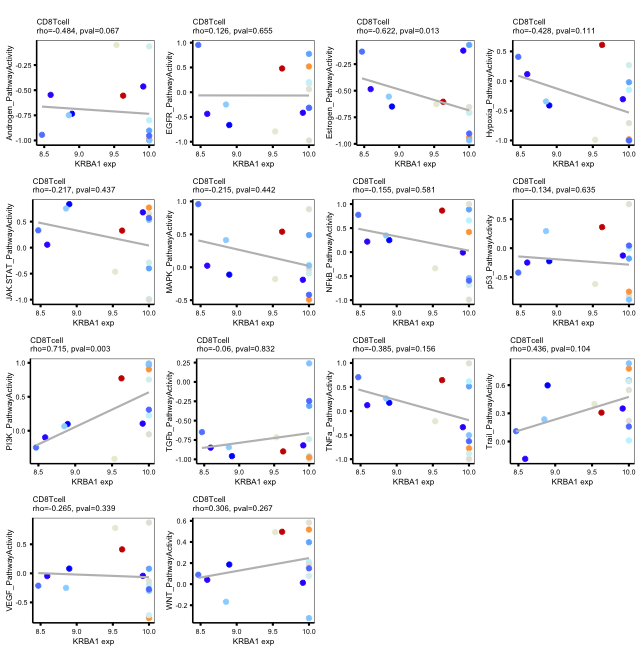 CD8Tcell
rho=-0.484, pval=0.067
Androgen_PathwayActivity
-0.25
-0.50
-0.75
-1.00
8.5 9.0 9.5 10.0
KRBA1 exp
CD8Tcell
rho=0.126, pval=0.655
EGFR_PathwayActivity
1.0
0.5
0.0
-0.5
-1.0
8.5 9.0 9.5 10.0
KRBA1 exp
CD8Tcell
rho=-0.622, pval=0.013
Estrogen_PathwayActivity
0.00
-0.25
-0.50
-0.75
-1.00
8.5 9.0 9.5 10.0
KRBA1 exp
CD8Tcell
rho=-0.428, pval=0.111
Hypoxia_PathwayActivity
0.5
0.0
-0.5
-1.0
8.5 9.0 9.5 10.0
KRBA1 exp
CD8Tcell
rho=-0.217, pval=0.437
JAK-STAT_PathwayActivity
0.5
0.0
-0.5
-1.0
8.5 9.0 9.5 10.0
KRBA1 exp
CD8Tcell
rho=-0.215, pval=0.442
MAPK_PathwayActivity
1.0
0.5
0.0
-0.5
8.5 9.0 9.5 10.0
KRBA1 exp
CD8Tcell
rho=-0.155, pval=0.581
NFkB_PathwayActivity
1.0
0.5
0.0
-0.5
-1.0
8.5 9.0 9.5 10.0
KRBA1 exp
CD8Tcell
rho=-0.134, pval=0.635
p53_PathwayActivity
0.5
0.0
-0.5
8.5 9.0 9.5 10.0
KRBA1 exp
CD8Tcell
rho=0.715, pval=0.003
PI3K_PathwayActivity
1.0
0.5
0.0
8.5 9.0 9.5 10.0
KRBA1 exp
CD8Tcell
rho=-0.06, pval=0.832
TGFb_PathwayActivity
0.25
0.00
-0.25
-0.50
-0.75
-1.00
8.5 9.0 9.5 10.0
KRBA1 exp
CD8Tcell
rho=-0.385, pval=0.156
TNFa_PathwayActivity
1.0
0.5
0.0
-0.5
-1.0
8.5 9.0 9.5 10.0
KRBA1 exp
CD8Tcell
rho=0.436, pval=0.104
Trail_PathwayActivity
0.6
0.3
0.0
8.5 9.0 9.5 10.0
KRBA1 exp
CD8Tcell
rho=-0.265, pval=0.339
VEGF_PathwayActivity
0.5
0.0
-0.5
8.5 9.0 9.5 10.0
KRBA1 exp
CD8Tcell
rho=0.306, pval=0.267
WNT_PathwayActivity
0.6
0.4
0.2
0.0
-0.2
8.5 9.0 9.5 10.0
KRBA1 exp